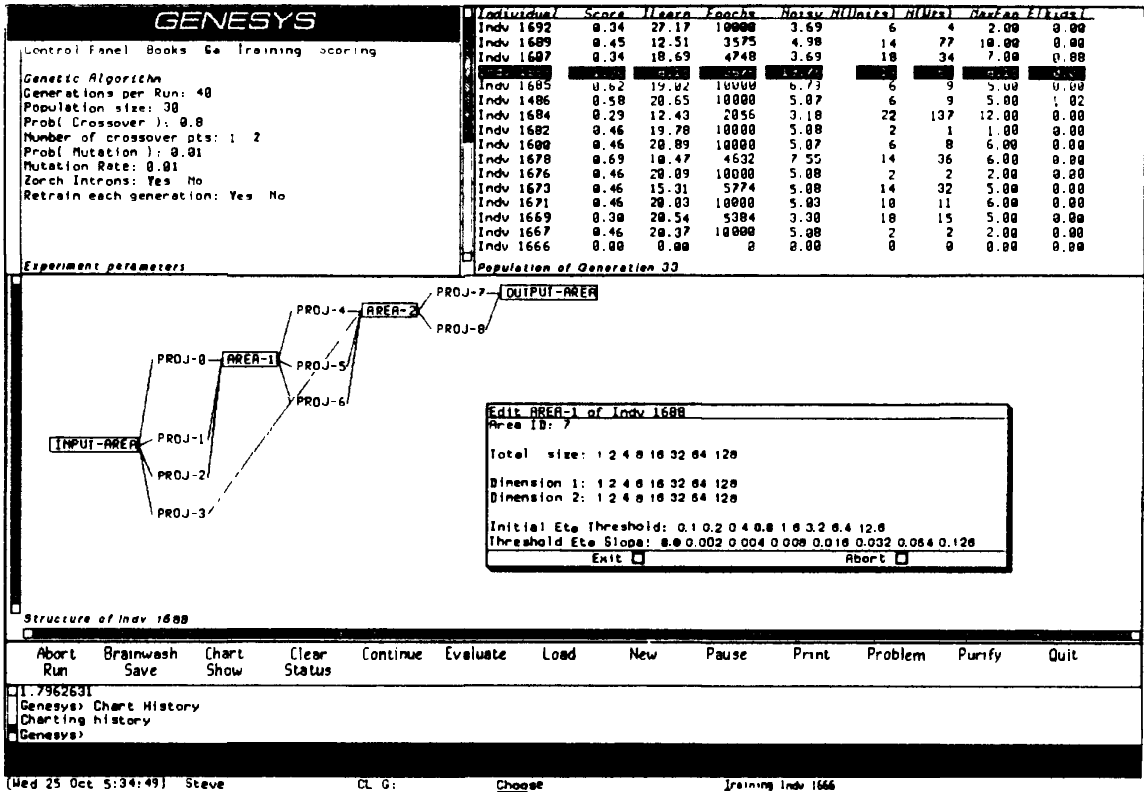 GENESYS
Control Panel Books Ga Training Scoring
Genetic Algorithm
Generations per Run: 40
Population size: 30
Prob( Crossover ): 0.8
Number of crossover pts: 1 2
Prob( Mutation ): 0.01
Mutation Rate: 0.01
Zorch Introns: Yes No
Retrain each generation: Yes No
Experiment parameters
Individual Score Epochs Noisy N(Units) N(Wts) MaxFan
Indv 1692 0.34 27.17 10000 3.69 6 4 2.00 0.00
Indv 1689 0.45 12.51 3575 4.98 14 77 10.00 0.00
Indv 1687 0.34 18.69 4748 3.69 18 34 7.00 0.88
Indv 1685 0.62 19.02 10000 6.73 6 9 5.00 0.00
Indv 1486 0.58 20.65 10000 5.07 6 9 5.00 1.02
Indv 1684 0.29 12.43 2056 3.18 22 137 12.00 0.00
Indv 1682 0.46 19.78 10000 5.08 2 1 1.00 0.00
Indv 1680 0.46 20.89 10000 5.07 6 8 6.00 0.00
Indv 1678 0.69 10.47 4632 7.55 14 36 6.00 0.00
Indv 1676 0.46 20.09 10000 5.08 2 2 2.00 0.00
Indv 1673 0.46 15.31 5774 5.08 14 32 5.00 0.00
Indv 1671 0.46 20.03 10000 5.03 10 11 6.00 0.00
Indv 1669 0.30 20.54 5384 3.30 18 15 5.00 0.00
Indv 1667 0.46 20.37 10000 5.08 2 2 2.00 0.00
Indv 1666 0.00 0.00 0 0.00 0 0 0.00 0.00
Population of Generation 33
PROJ-7 OUTPUT-AREA
PROJ-4 AREA-2
PROJ-8
PROJ-0 AREA-1
PROJ-5
PROJ-6
INPUT-AREA PROJ-1
PROJ-2
PROJ-3
Edit AREA-1 of Indv 1688
Area ID: 7
Total size: 1 2 4 8 16 32 64 128
Dimension 1: 1 2 4 8 16 32 64 128
Dimension 2: 1 2 4 8 16 32 64 128
Initial Eta Threshold: 0.1 0.2 0.4 0.8 1.6 3.2 6.4 12.8
Threshold Eta Slope: 0.0 0.002 0.004 0.008 0.016 0.032 0.064 0.128
Exit Abort
Structure of Indv 1688
Abort Brainwash Chart Clear Continue Evaluate Load New Pause Print Problem Purify Quit
Run Save Show Status
1.7962631
Genesys> Chart History
Charting history
Genesys>
[Wed 25 Oct 5:34:49] Steve CL G: Choose Training Indv 1666